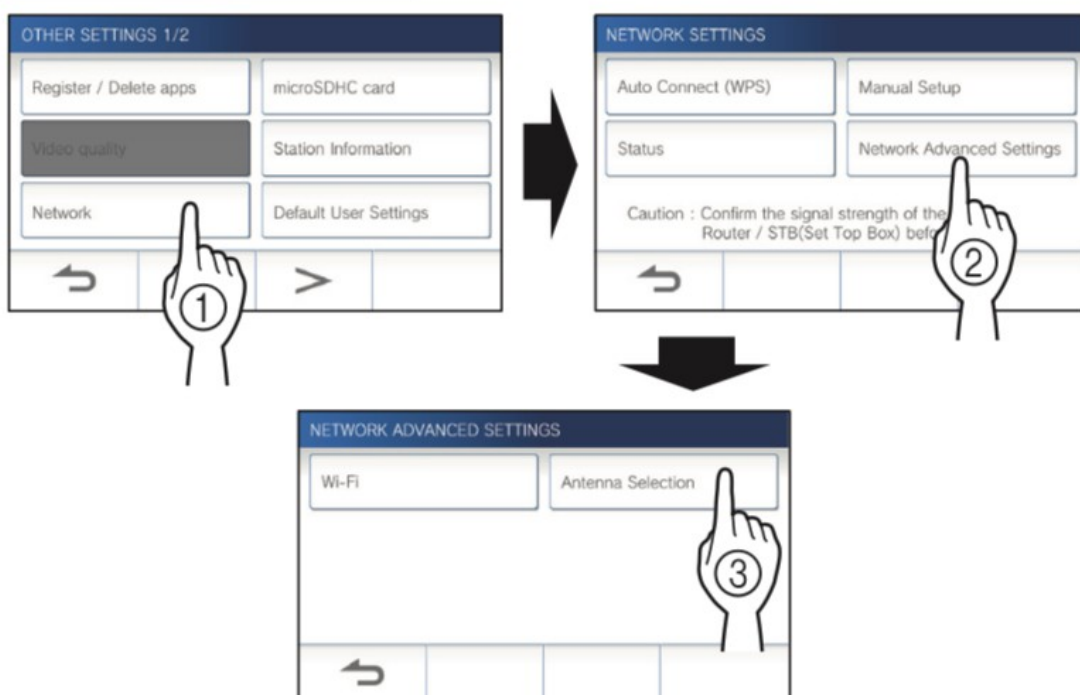 OTHER SETTINGS 1/2
Register / Delete apps
microSDHC card
Video quality
Station Information
Network
Default User Settings
>
1
NETWORK SETTINGS
Auto Connect (WPS)
Manual Setup
Status
Network Advanced Settings
Caution : Confirm the signal strength of the
Router / STB(Set Top Box)
2
NETWORK ADVANCED SETTINGS
Wi-Fi
Antenna Selection
3